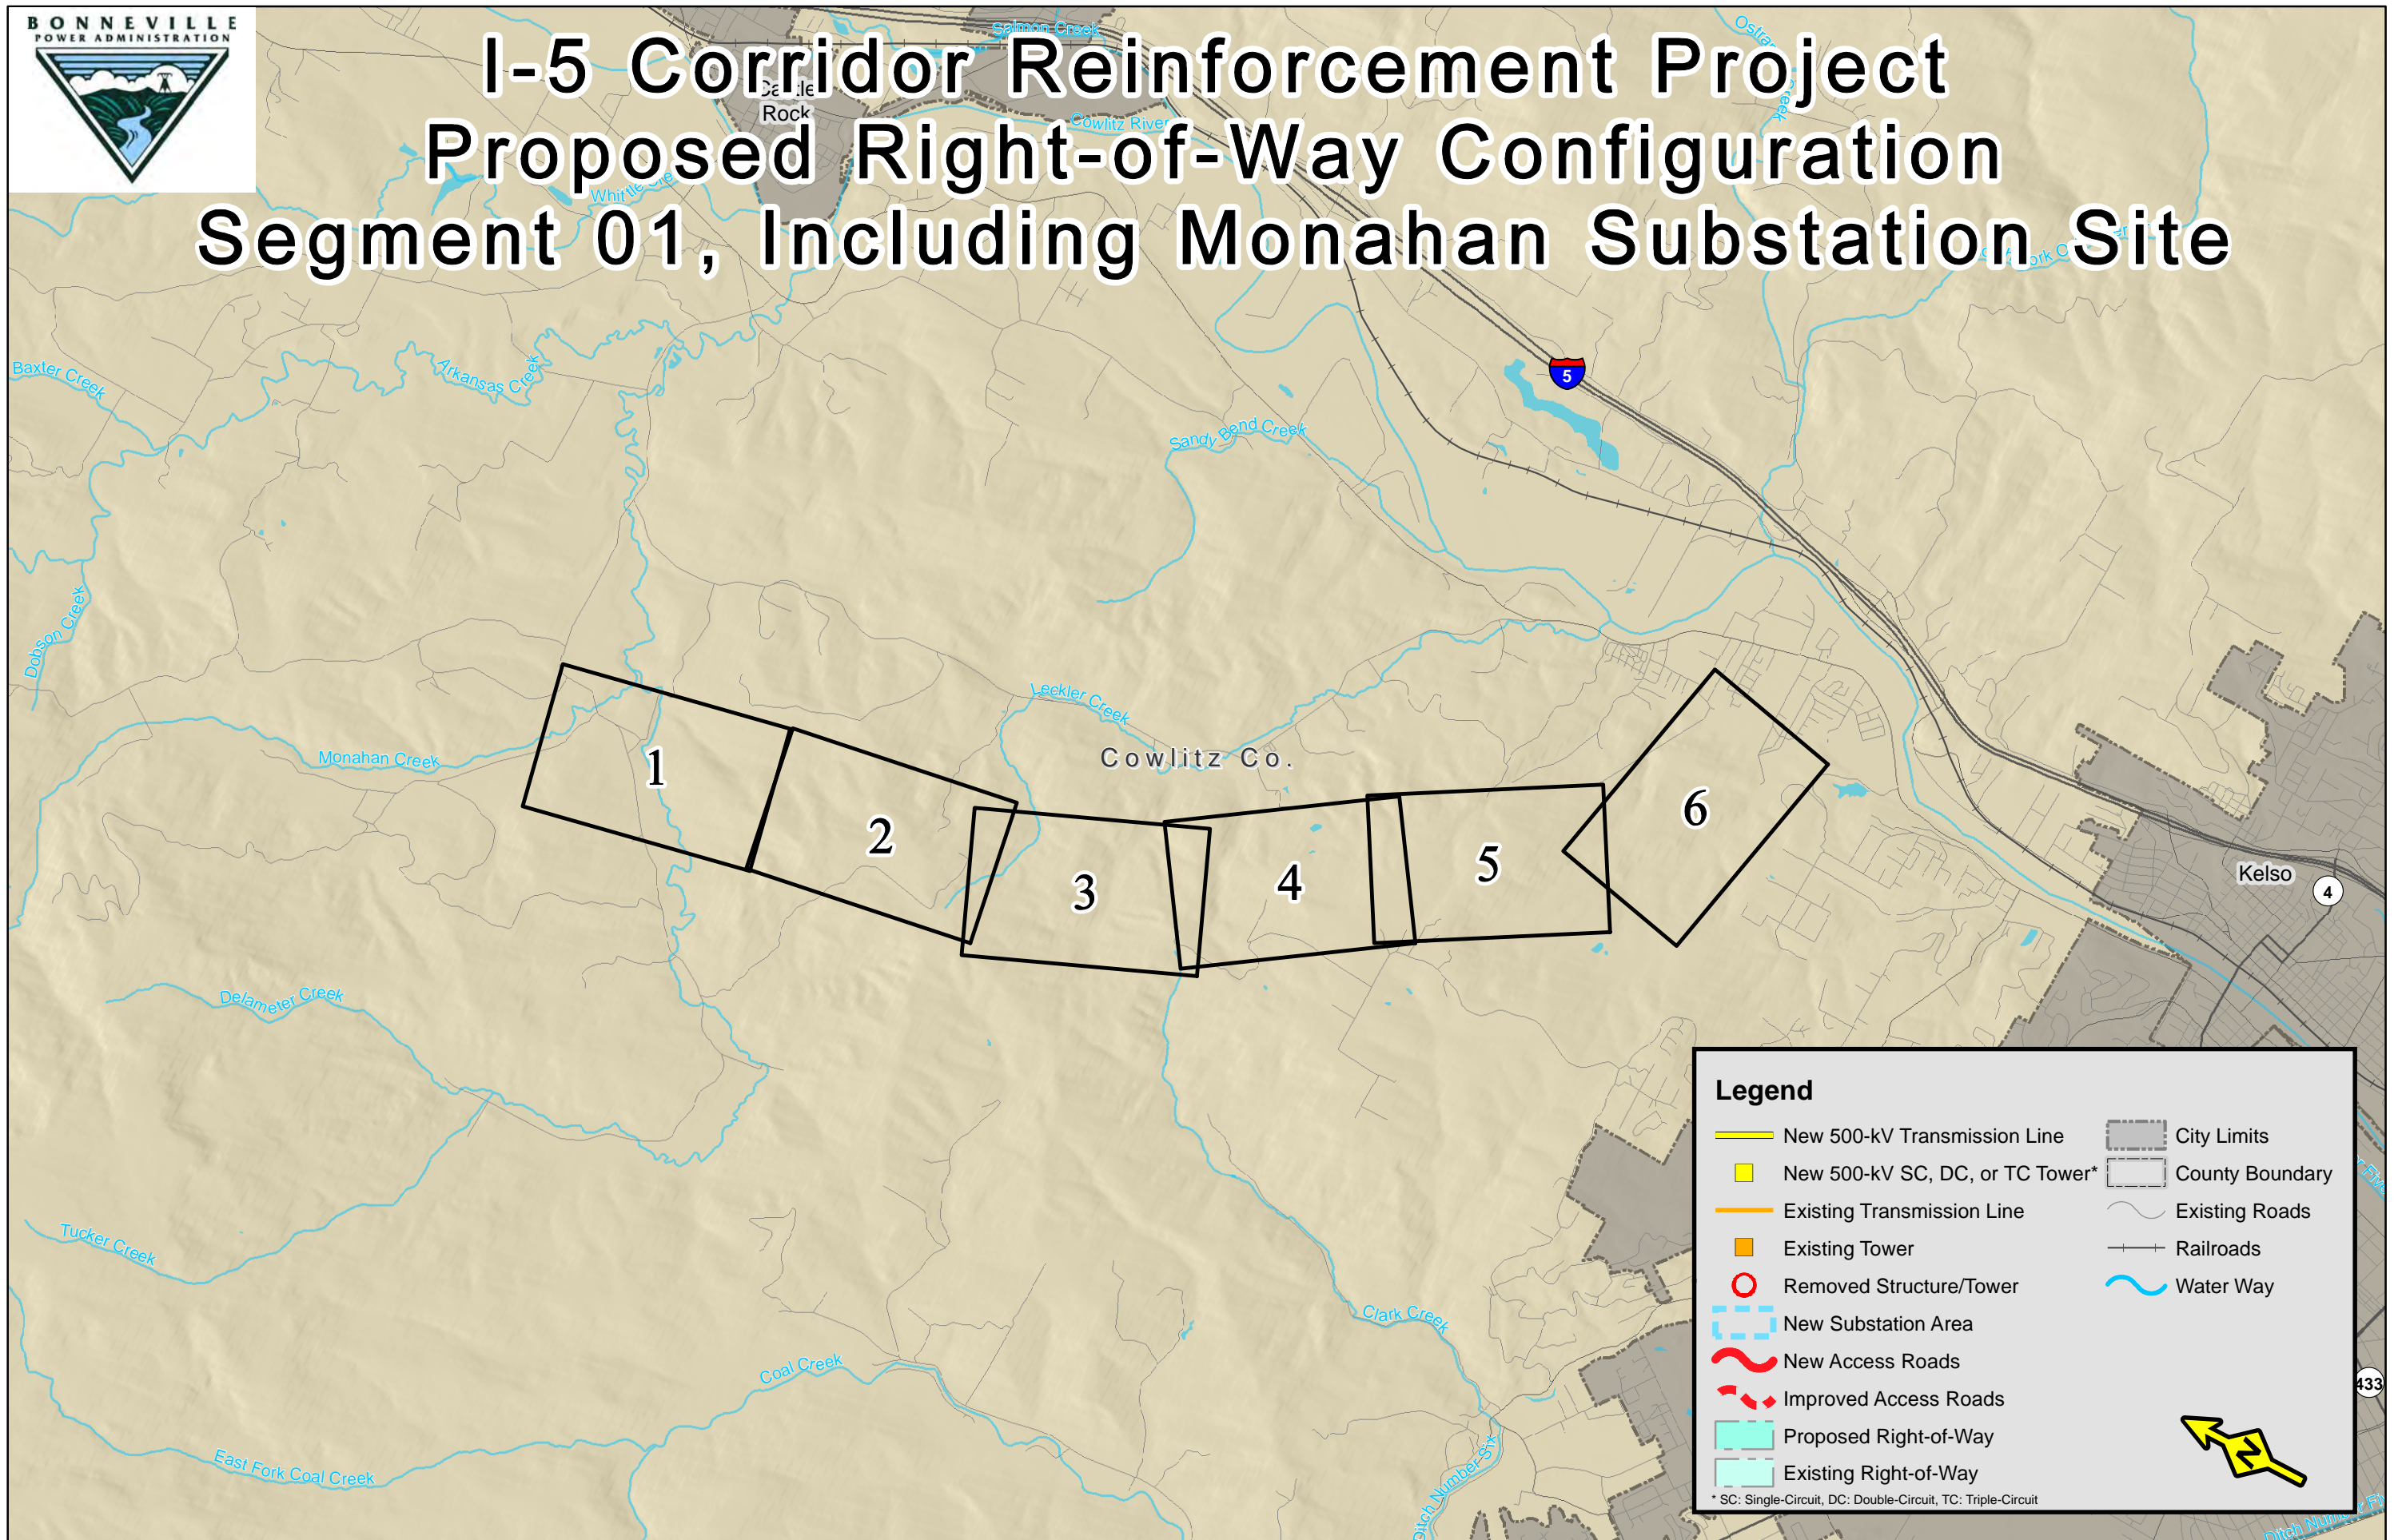 BONNEVILLE
POWER ADMINISTRATION
I-5 Corridor Reinforcement Project
Proposed Right-of-Way Configuration
Segment 01, Including Monahan Substation Site
Salmon Creek
Castle
Rock
Cowlitz River
Creek
Baxter Creek
Arkansas Creek
5
Sandy Bend Creek
Dobson Creek
Leckler Creek
Monahan Creek
Cowlitz Co.
1
2
3
4
5
6
Kelso
4
Delameter Creek
Tucker Creek
Clark Creek
Coal Creek
East Fork Coal Creek
Ditch Number Six
433
Legend
New 500-kV Transmission Line
New 500-kV SC, DC, or TC Tower*
Existing Transmission Line
Existing Tower
Removed Structure/Tower
New Substation Area
New Access Roads
Improved Access Roads
Proposed Right-of-Way
Existing Right-of-Way
City Limits
County Boundary
Existing Roads
Railroads
Water Way
N
* SC: Single-Circuit, DC: Double-Circuit, TC: Triple-Circuit
Ditch